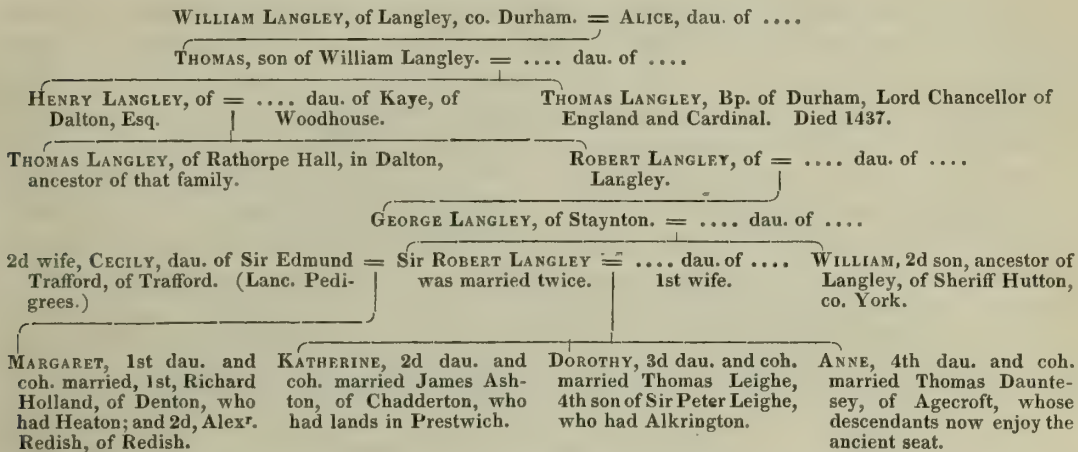 WILLIAM LANGLEY, of Langley, co. Durham. = ALICE, dau. of ....
THOMAS, son of William Langley. = .... dau. of ....
HENRY LANGLEY, of = .... dau. of Kaye, of
Dalton, Esq. Woodhouse.
THOMAS LANGLEY, Bp. of Durham, Lord Chancellor of
England and Cardinal. Died 1437.
THOMAS LANGLEY, of Rathorpe Hall, in Dalton,
ancestor of that family.
ROBERT LANGLEY, of = .... dau. of ....
Langley.
GEORGE LANGLEY, of Staynton. = .... dau. of ....
2d wife, CECILY, dau. of Sir Edmund
Trafford, of Trafford. (Lanc. Pedi-
grees.)
= Sir ROBERT LANGLEY = .... dau. of ....
was married twice. 1st wife.
WILLIAM, 2d son, ancestor of
Langley, of Sheriff Hutton,
co. York.
MARGARET, 1st dau. and
coh. married, 1st, Richard
Holland, of Denton, who
had Heaton; and 2d, Alexr.
Redish, of Redish.
KATHERINE, 2d dau. and
coh. married James Ash-
ton, of Chadderton, who
had lands in Prestwich.
DOROTHY, 3d dau. and coh.
married Thomas Leighe,
4th son of Sir Peter Leighe,
who had Alkrington.
ANNE, 4th dau. and coh.
married Thomas Daunte-
sey, of Agecroft, whose
descendants now enjoy the
ancient seat.